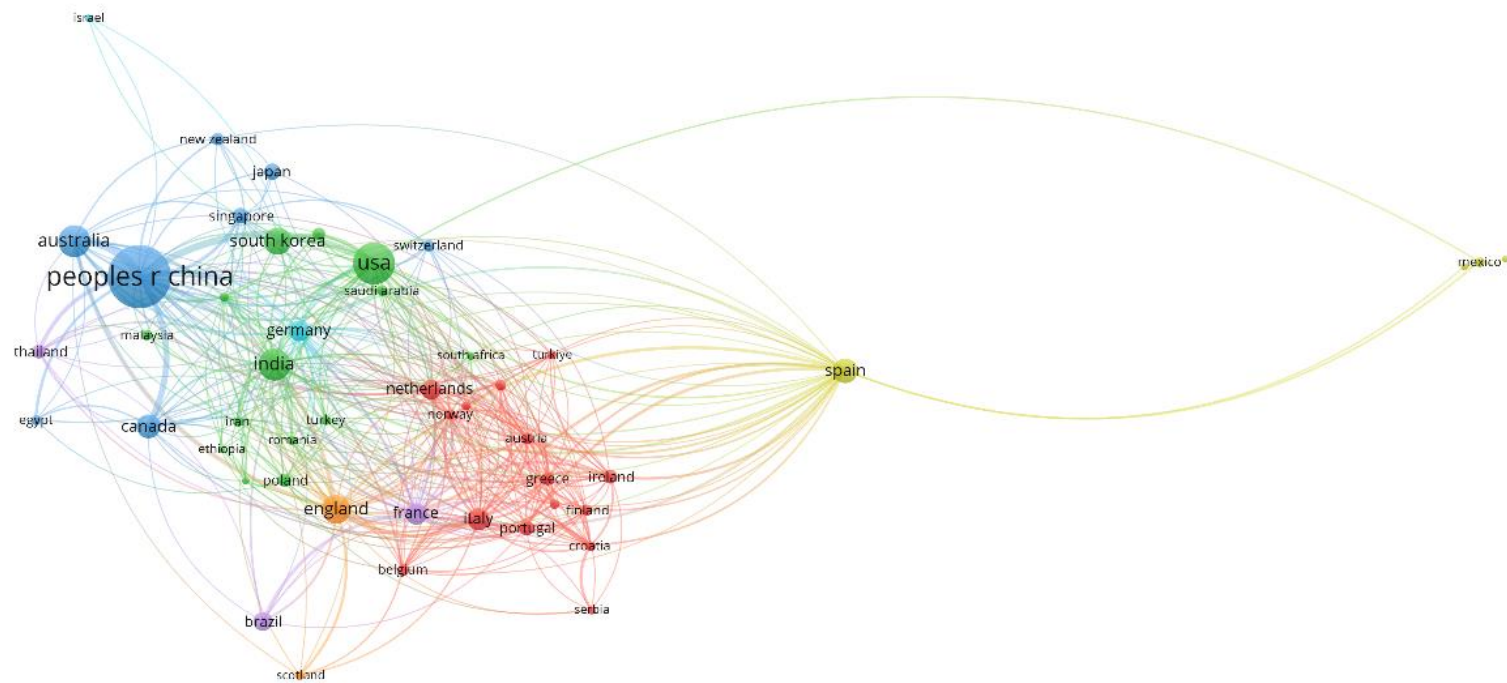 israel
new zealand
japan
singapore
australia
south korea
switzerland
usa
mexico
peoples r china
saudi arabia
malaysia
germany
thailand
south africa
turkiye
india
spain
netherlands
norway
egypt
canada
iran
turkey
romania
austria
ethiopia
poland
greece
ireland
england
france
italy
finland
portugal
croatia
belgium
serbia
brazil
scotland